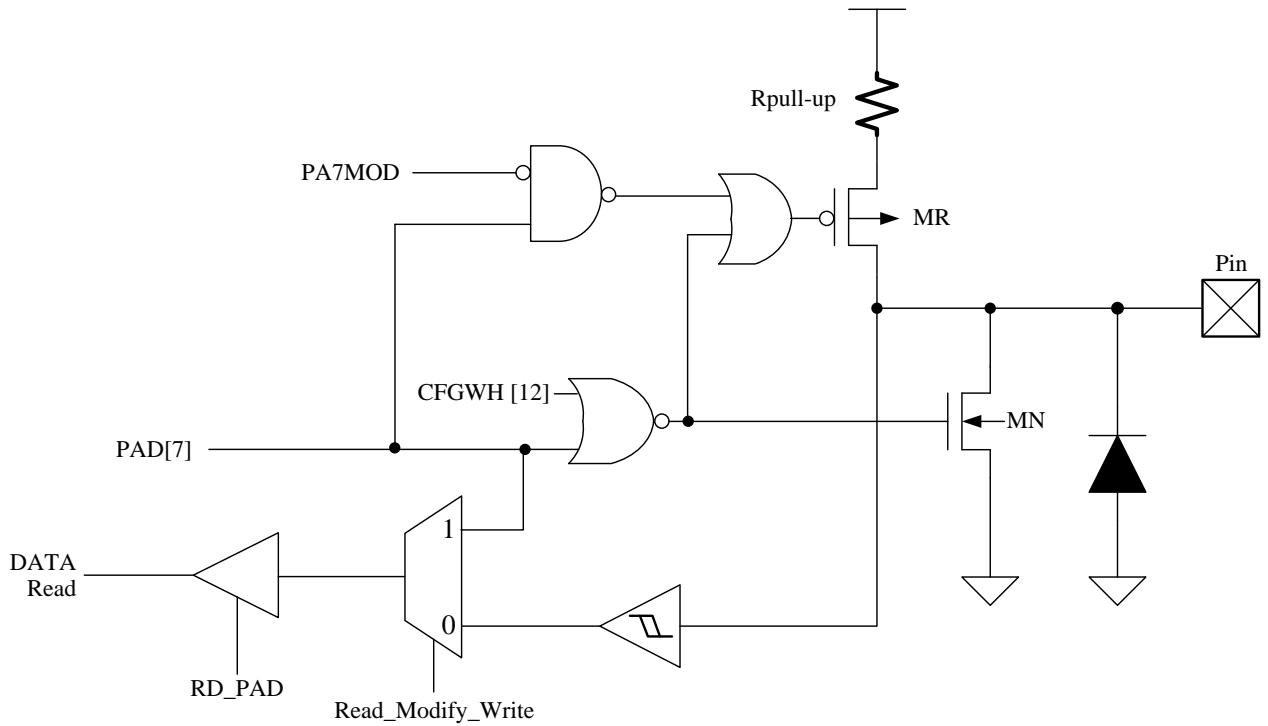 Rpull-up
PA7MOD
MR
Pin
CFGWH [12]
MN
PAD[7]
1
DATA
Read
0
RD_PAD
Read_Modify_Write